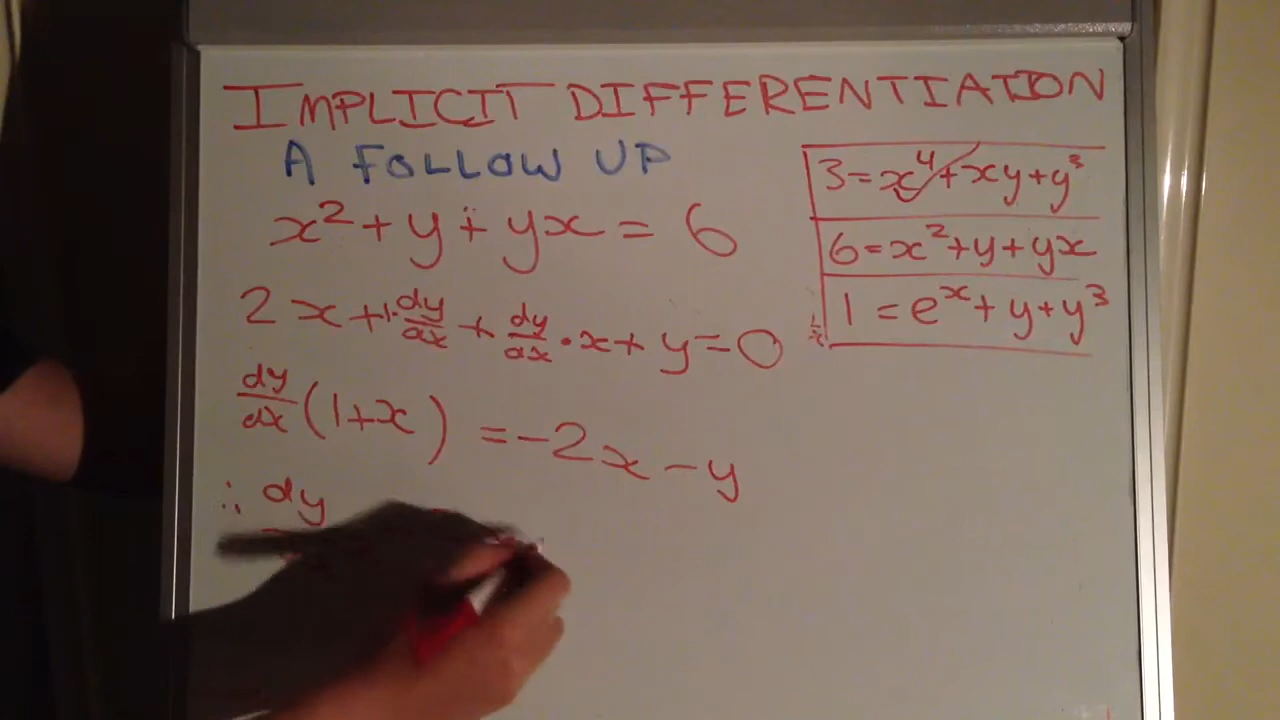 IMPLICIT DIFFERENTIATION
A FOLLOW UP
x² + y + yx = 6
2x + 1·dy/dx + dy/dx · x + y = 0
dy/dx (1+x) = -2x - y
∴ dy
3 = x⁴ + xy + y³
6 = x² + y + yx
1 = eˣ + y + y³